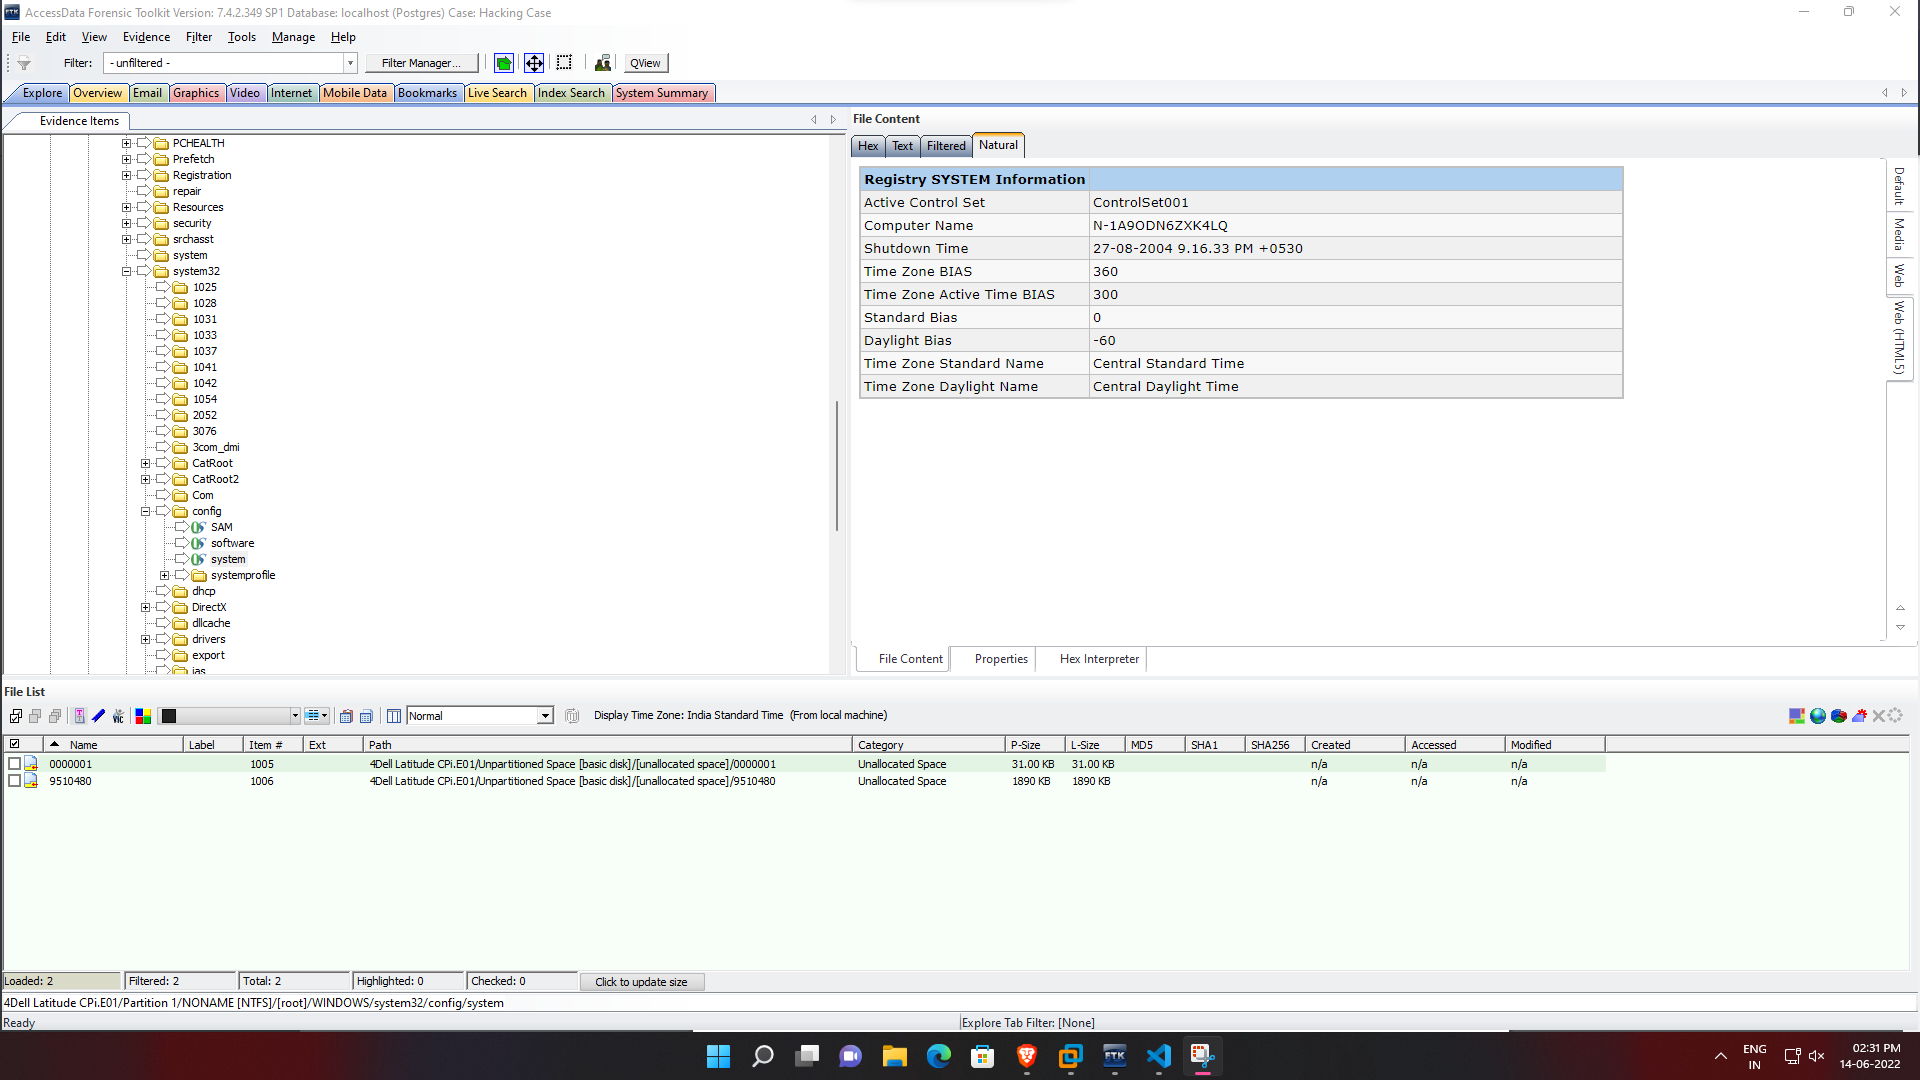 AccessData Forensic Toolkit Version: 7.4.2.349 SP1 Database: localhost (Postgres) Case: Hacking Case
File Edit View Evidence Filter Tools Manage Help
Filter: - unfiltered - Filter Manager... QView
Explore Overview Email Graphics Video Internet Mobile Data Bookmarks Live Search Index Search System Summary
Evidence Items
PCHEALTH
Prefetch
Registration
repair
Resources
security
srchasst
system
system32
1025
1028
1031
1033
1037
1041
1042
1054
2052
3076
3com_dmi
CatRoot
CatRoot2
Com
config
SAM
software
system
systemprofile
dhcp
DirectX
dllcache
drivers
export
ias
File Content
Hex Text Filtered Natural
Registry SYSTEM Information
Active Control Set ControlSet001
Computer Name N-1A9ODN6ZXK4LQ
Shutdown Time 27-08-2004 9.16.33 PM +0530
Time Zone BIAS 360
Time Zone Active Time BIAS 300
Standard Bias 0
Daylight Bias -60
Time Zone Standard Name Central Standard Time
Time Zone Daylight Name Central Daylight Time
Default
Media
Web
Web (HTML5)
File Content Properties Hex Interpreter
File List
Normal Display Time Zone: India Standard Time (From local machine)
Name Label Item # Ext Path Category P-Size L-Size MD5 SHA1 SHA256 Created Accessed Modified
0000001 1005 4Dell Latitude CPi.E01/Unpartitioned Space [basic disk]/[unallocated space]/0000001 Unallocated Space 31.00 KB 31.00 KB n/a n/a n/a
9510480 1006 4Dell Latitude CPi.E01/Unpartitioned Space [basic disk]/[unallocated space]/9510480 Unallocated Space 1890 KB 1890 KB n/a n/a n/a
Loaded: 2 Filtered: 2 Total: 2 Highlighted: 0 Checked: 0 Click to update size
4Dell Latitude CPi.E01/Partition 1/NONAME [NTFS]/[root]/WINDOWS/system32/config/system
Ready Explore Tab Filter: [None]
FTK
ENG
IN
02:31 PM
14-06-2022